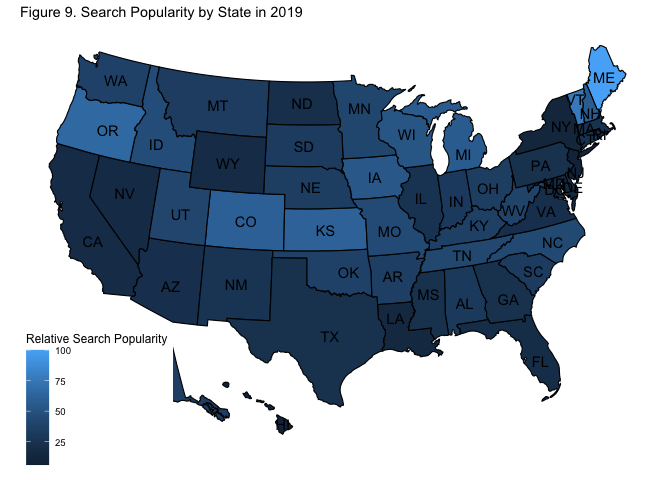 Figure 9. Search Popularity by State in 2019
ME
WA
MT
ND
MN
VT
NH
OR
ID
SD
WI
NY
MA
CT
RI
WY
MI
NE
IA
PA
NJ
NV
UT
CO
IL
IN
OH
MD
DE
DC
KS
MO
WV
KY
VA
CA
AZ
NM
OK
AR
TN
NC
SC
TX
LA
MS
AL
GA
FL
HI
Relative Search Popularity
100
75
50
25